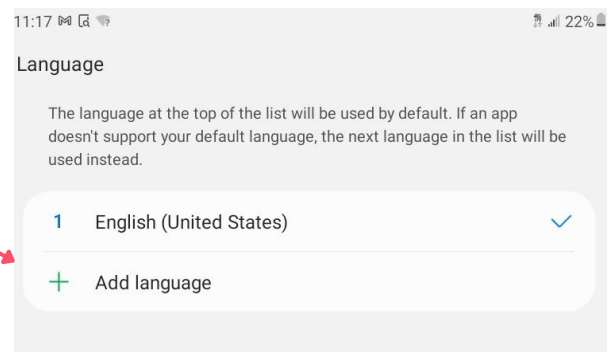 11:17 22%
Language
The language at the top of the list will be used by default. If an app
doesn't support your default language, the next language in the list will be
used instead.
1 English (United States)
Add language